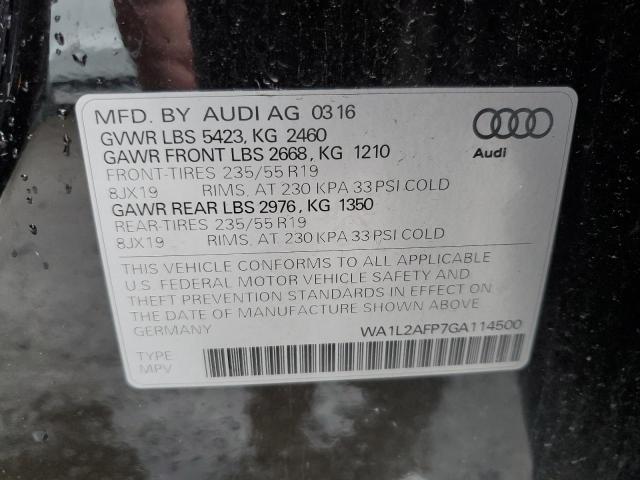 MFD. BY AUDI AG 03 16
GVWR LBS 5423, KG 2460
GAWR FRONT LBS 2668, KG 1210
FRONT-TIRES 235/55 R19
8JX19 RIMS, AT 230 KPA 33 PSI COLD
GAWR REAR LBS 2976, KG 1350
REAR-TIRES 235/55 R19
8JX19 RIMS, AT 230 KPA 33 PSI COLD
Audi
THIS VEHICLE CONFORMS TO ALL APPLICABLE
U.S. FEDERAL MOTOR VEHICLE SAFETY AND
THEFT PREVENTION STANDARDS IN EFFECT ON
THE DATE OF MANUFACTURE SHOWN ABOVE
GERMANY WA1L2AFP7GA114500
TYPE
MPV